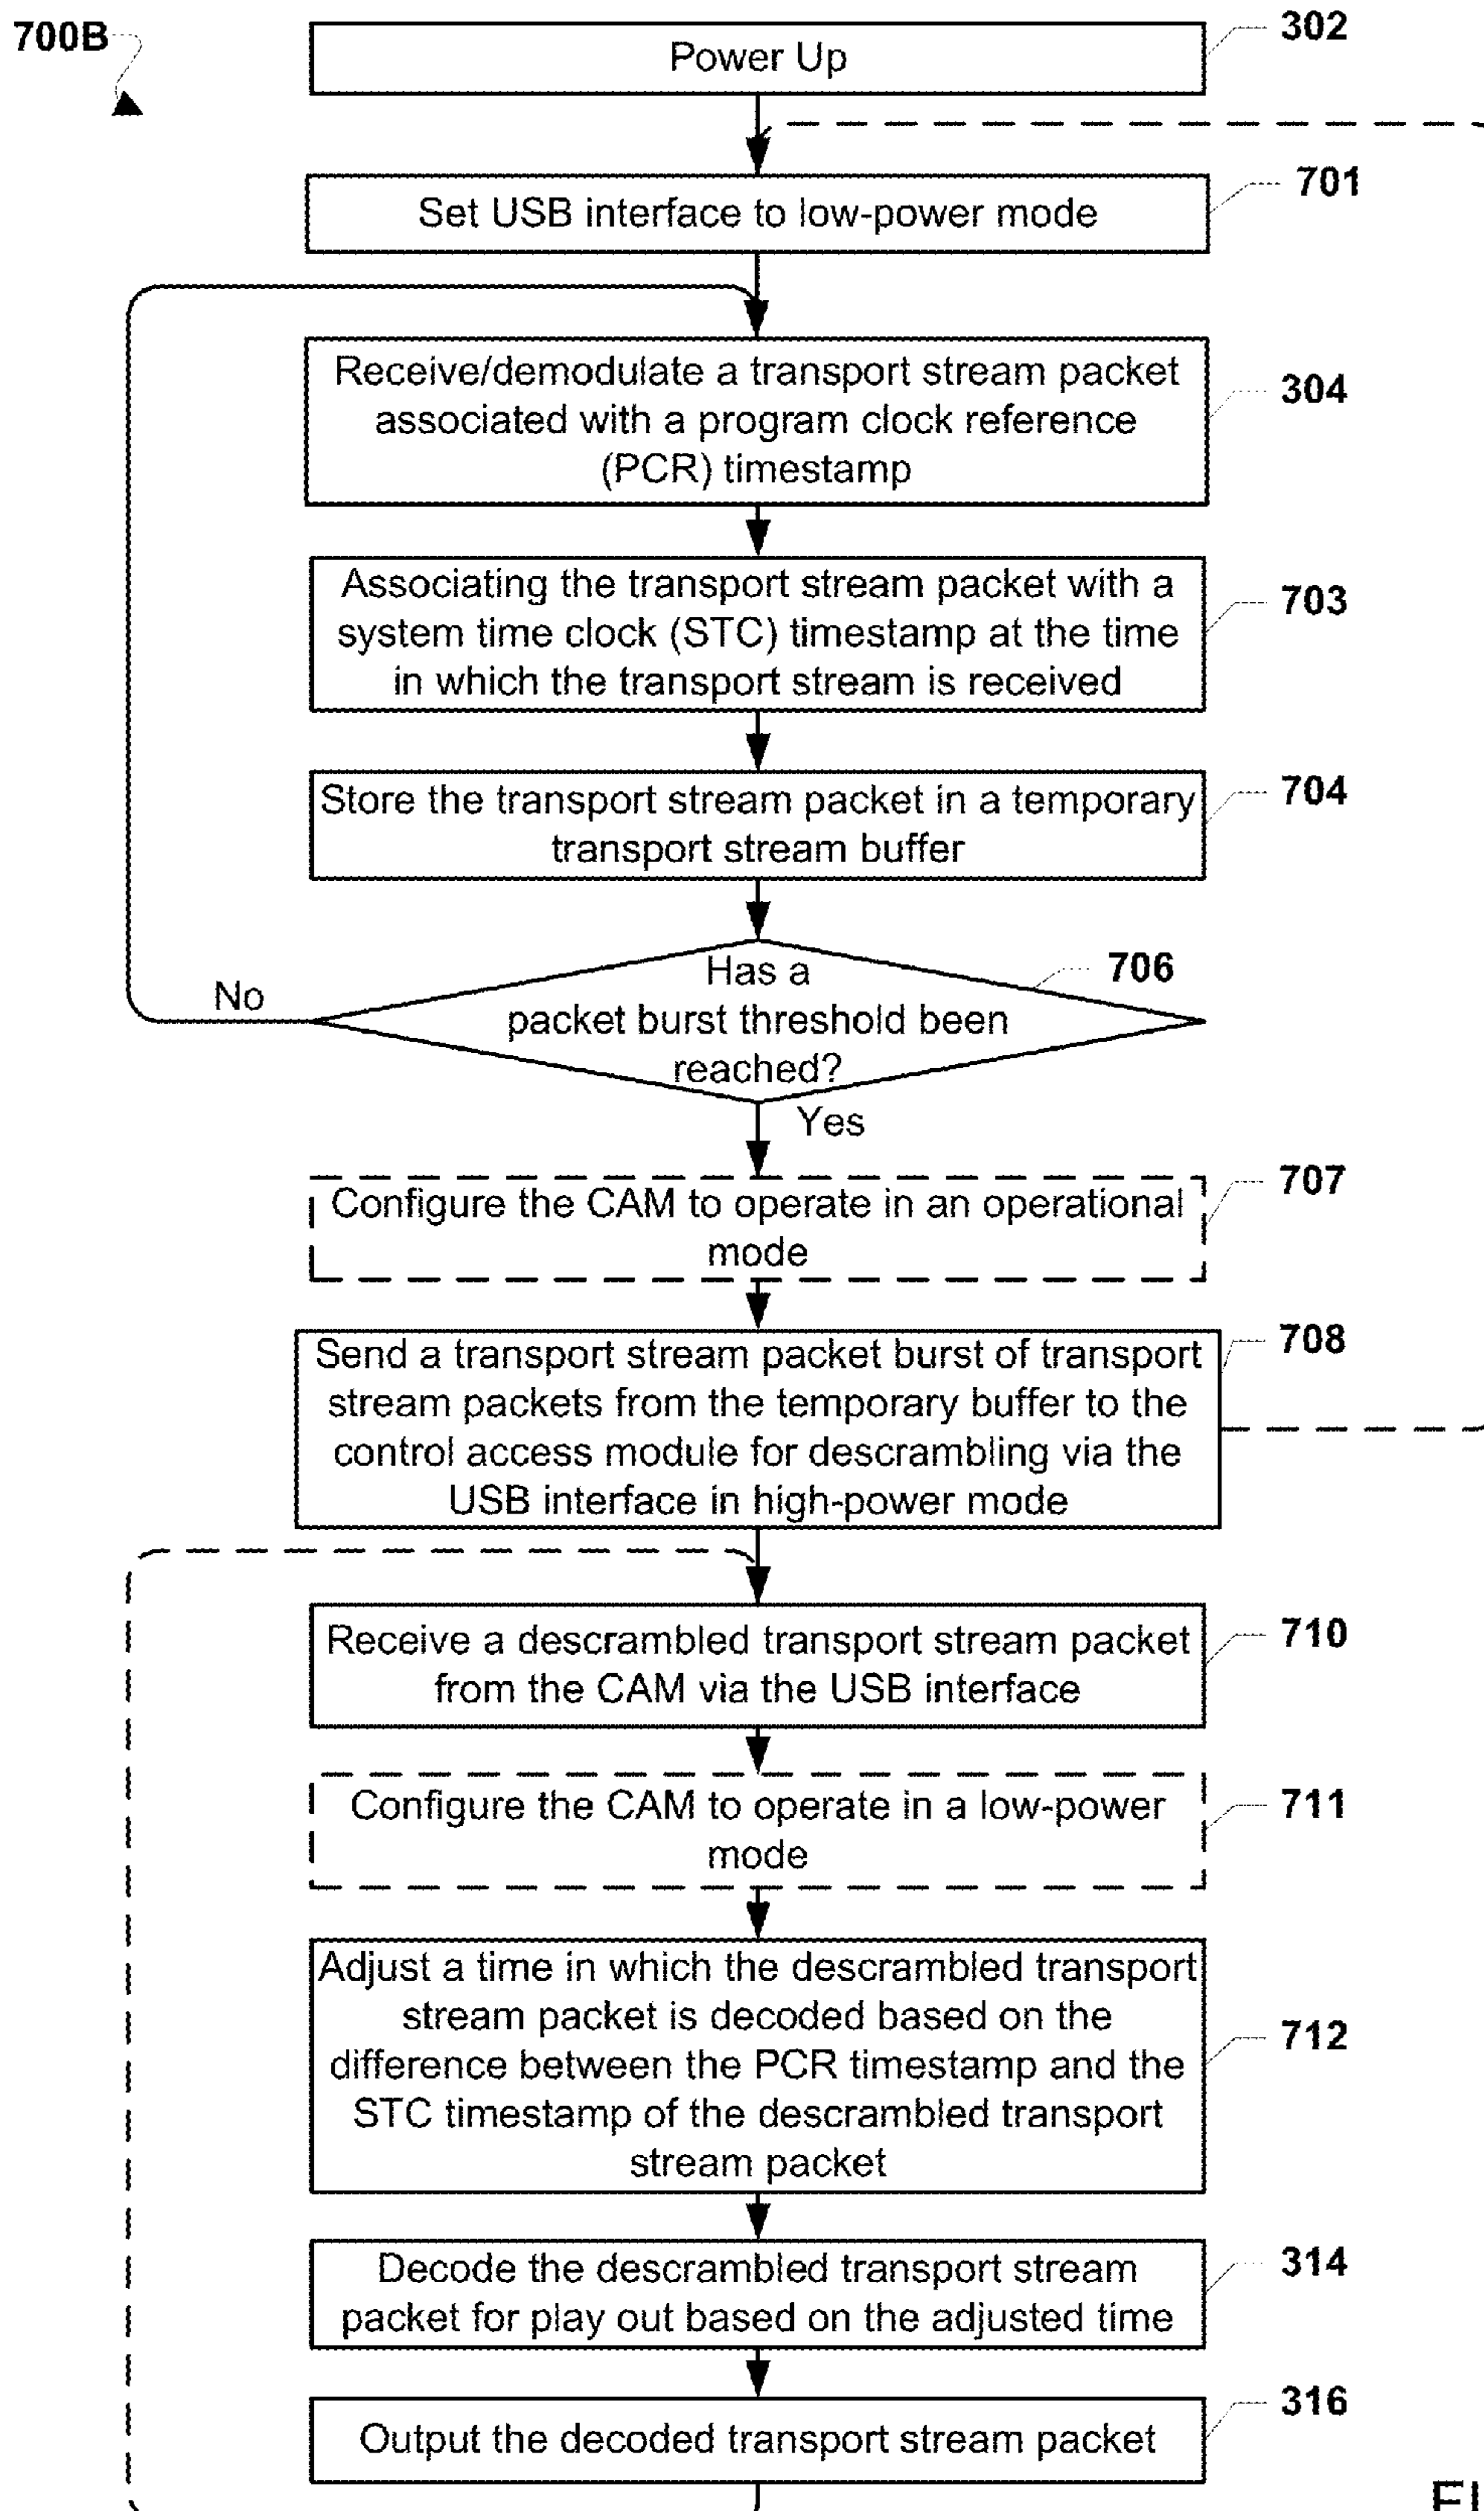 700B
Power Up
302
Set USB interface to low-power mode
701
Receive/demodulate a transport stream packet
associated with a program clock reference
(PCR) timestamp
304
Associating the transport stream packet with a
system time clock (STC) timestamp at the time
in which the transport stream is received
703
Store the transport stream packet in a temporary
transport stream buffer
704
Has a
packet burst threshold been
reached?
706
No
Yes
Configure the CAM to operate in an operational
mode
707
Send a transport stream packet burst of transport
stream packets from the temporary buffer to the
control access module for descrambling via the
USB interface in high-power mode
708
Receive a descrambled transport stream packet
from the CAM via the USB interface
710
Configure the CAM to operate in a low-power
mode
711
Adjust a time in which the descrambled transport
stream packet is decoded based on the
difference between the PCR timestamp and the
STC timestamp of the descrambled transport
stream packet
712
Decode the descrambled transport stream
packet for play out based on the adjusted time
314
Output the decoded transport stream packet
316